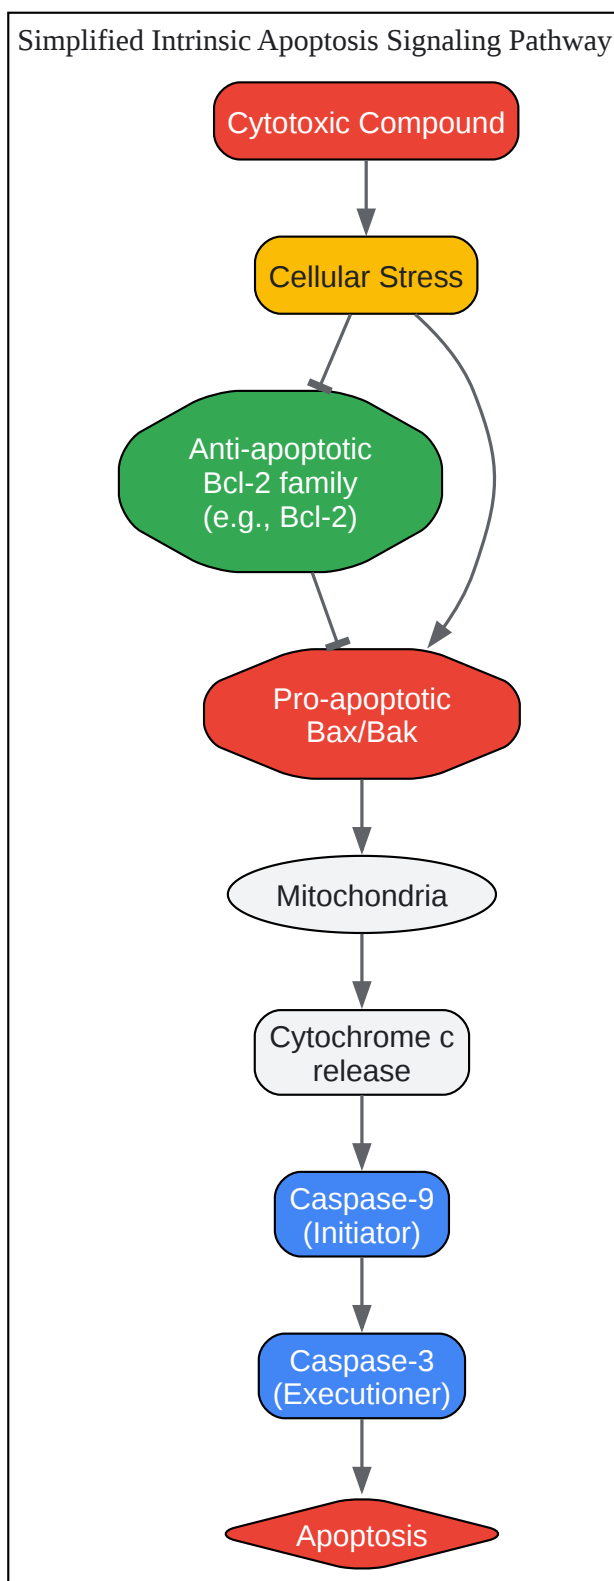 Simplified Intrinsic Apoptosis Signaling Pathway
Cytotoxic Compound
Cellular Stress
Anti-apoptotic
Bcl-2 family
(e.g., Bcl-2)
Pro-apoptotic
Bax/Bak
Mitochondria
Cytochrome c
release
Caspase-9
(Initiator)
Caspase-3
(Executioner)
Apoptosis